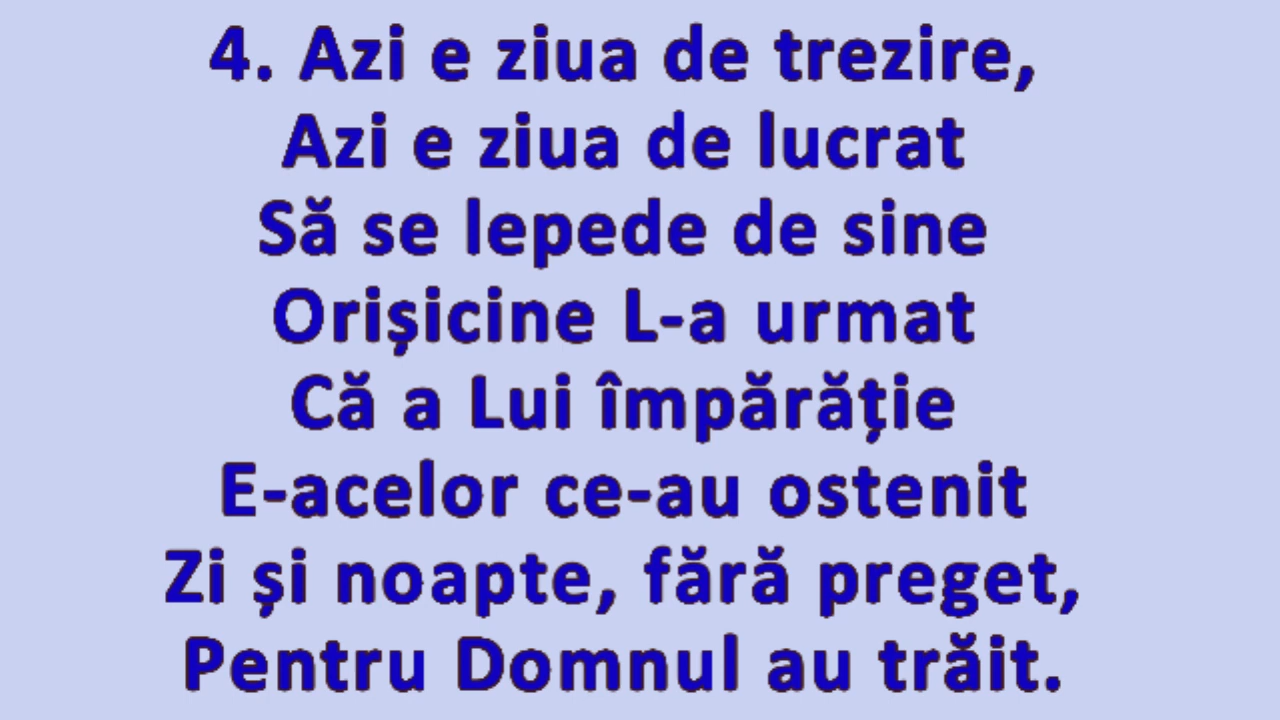 4. Azi e ziua de trezire,
Azi e ziua de lucrat
Să se lepede de sine
Orișicine L-a urmat
Că a Lui împărăție
E-acelor ce-au ostenit
Zi și noapte, fără preget,
Pentru Domnul au trăit.